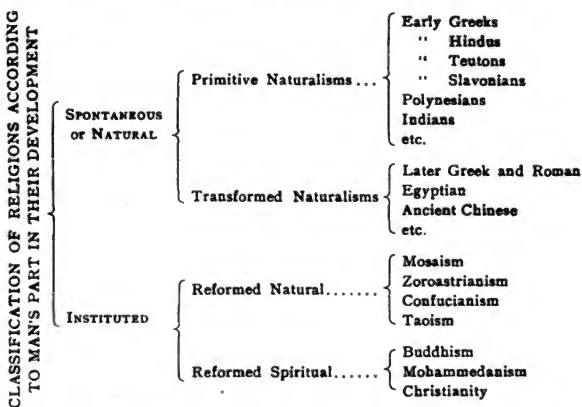 CLASSIFICATION OF RELIGIONS ACCORDING
TO MAN'S PART IN THEIR DEVELOPMENT
SPONTANEOUS
or NATURAL
Primitive Naturalisms ...
Early Greeks
" Hindus
" Teutons
" Slavonians
Polynesians
Indians
etc.
Transformed Naturalisms
Later Greek and Roman
Egyptian
Ancient Chinese
etc.
INSTITUTED
Reformed Natural.......
Mosaism
Zoroastrianism
Confucianism
Taoism
Reformed Spiritual......
Buddhism
Mohammedanism
Christianity